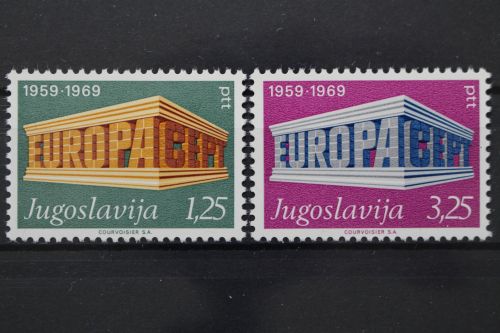 1959·1969
ptt
EUROPA CEPT
Jugoslavija 1,25
COURVOISIER S.A.
1959·1969
ptt
EUROPA CEPT
Jugoslavija 3,25
COURVOISIER S.A.